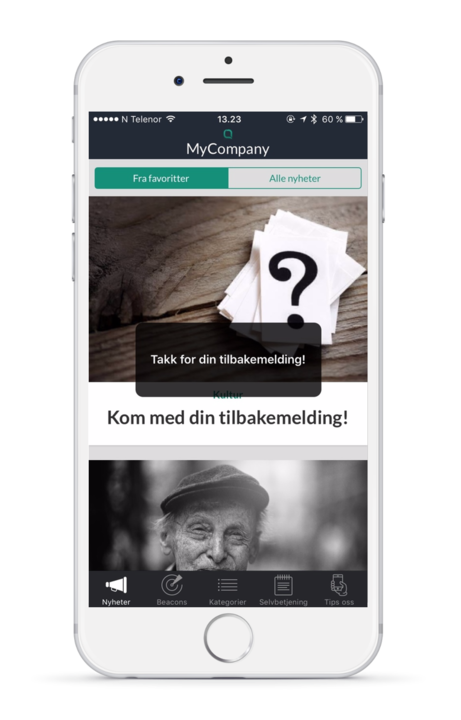 N Telenor 13.23 60 %
MyCompany
Fra favoritter Alle nyheter
?
Takk for din tilbakemelding!
Kultur
Kom med din tilbakemelding!
Nyheter Beacons Kategorier Selvbetjening Tips oss